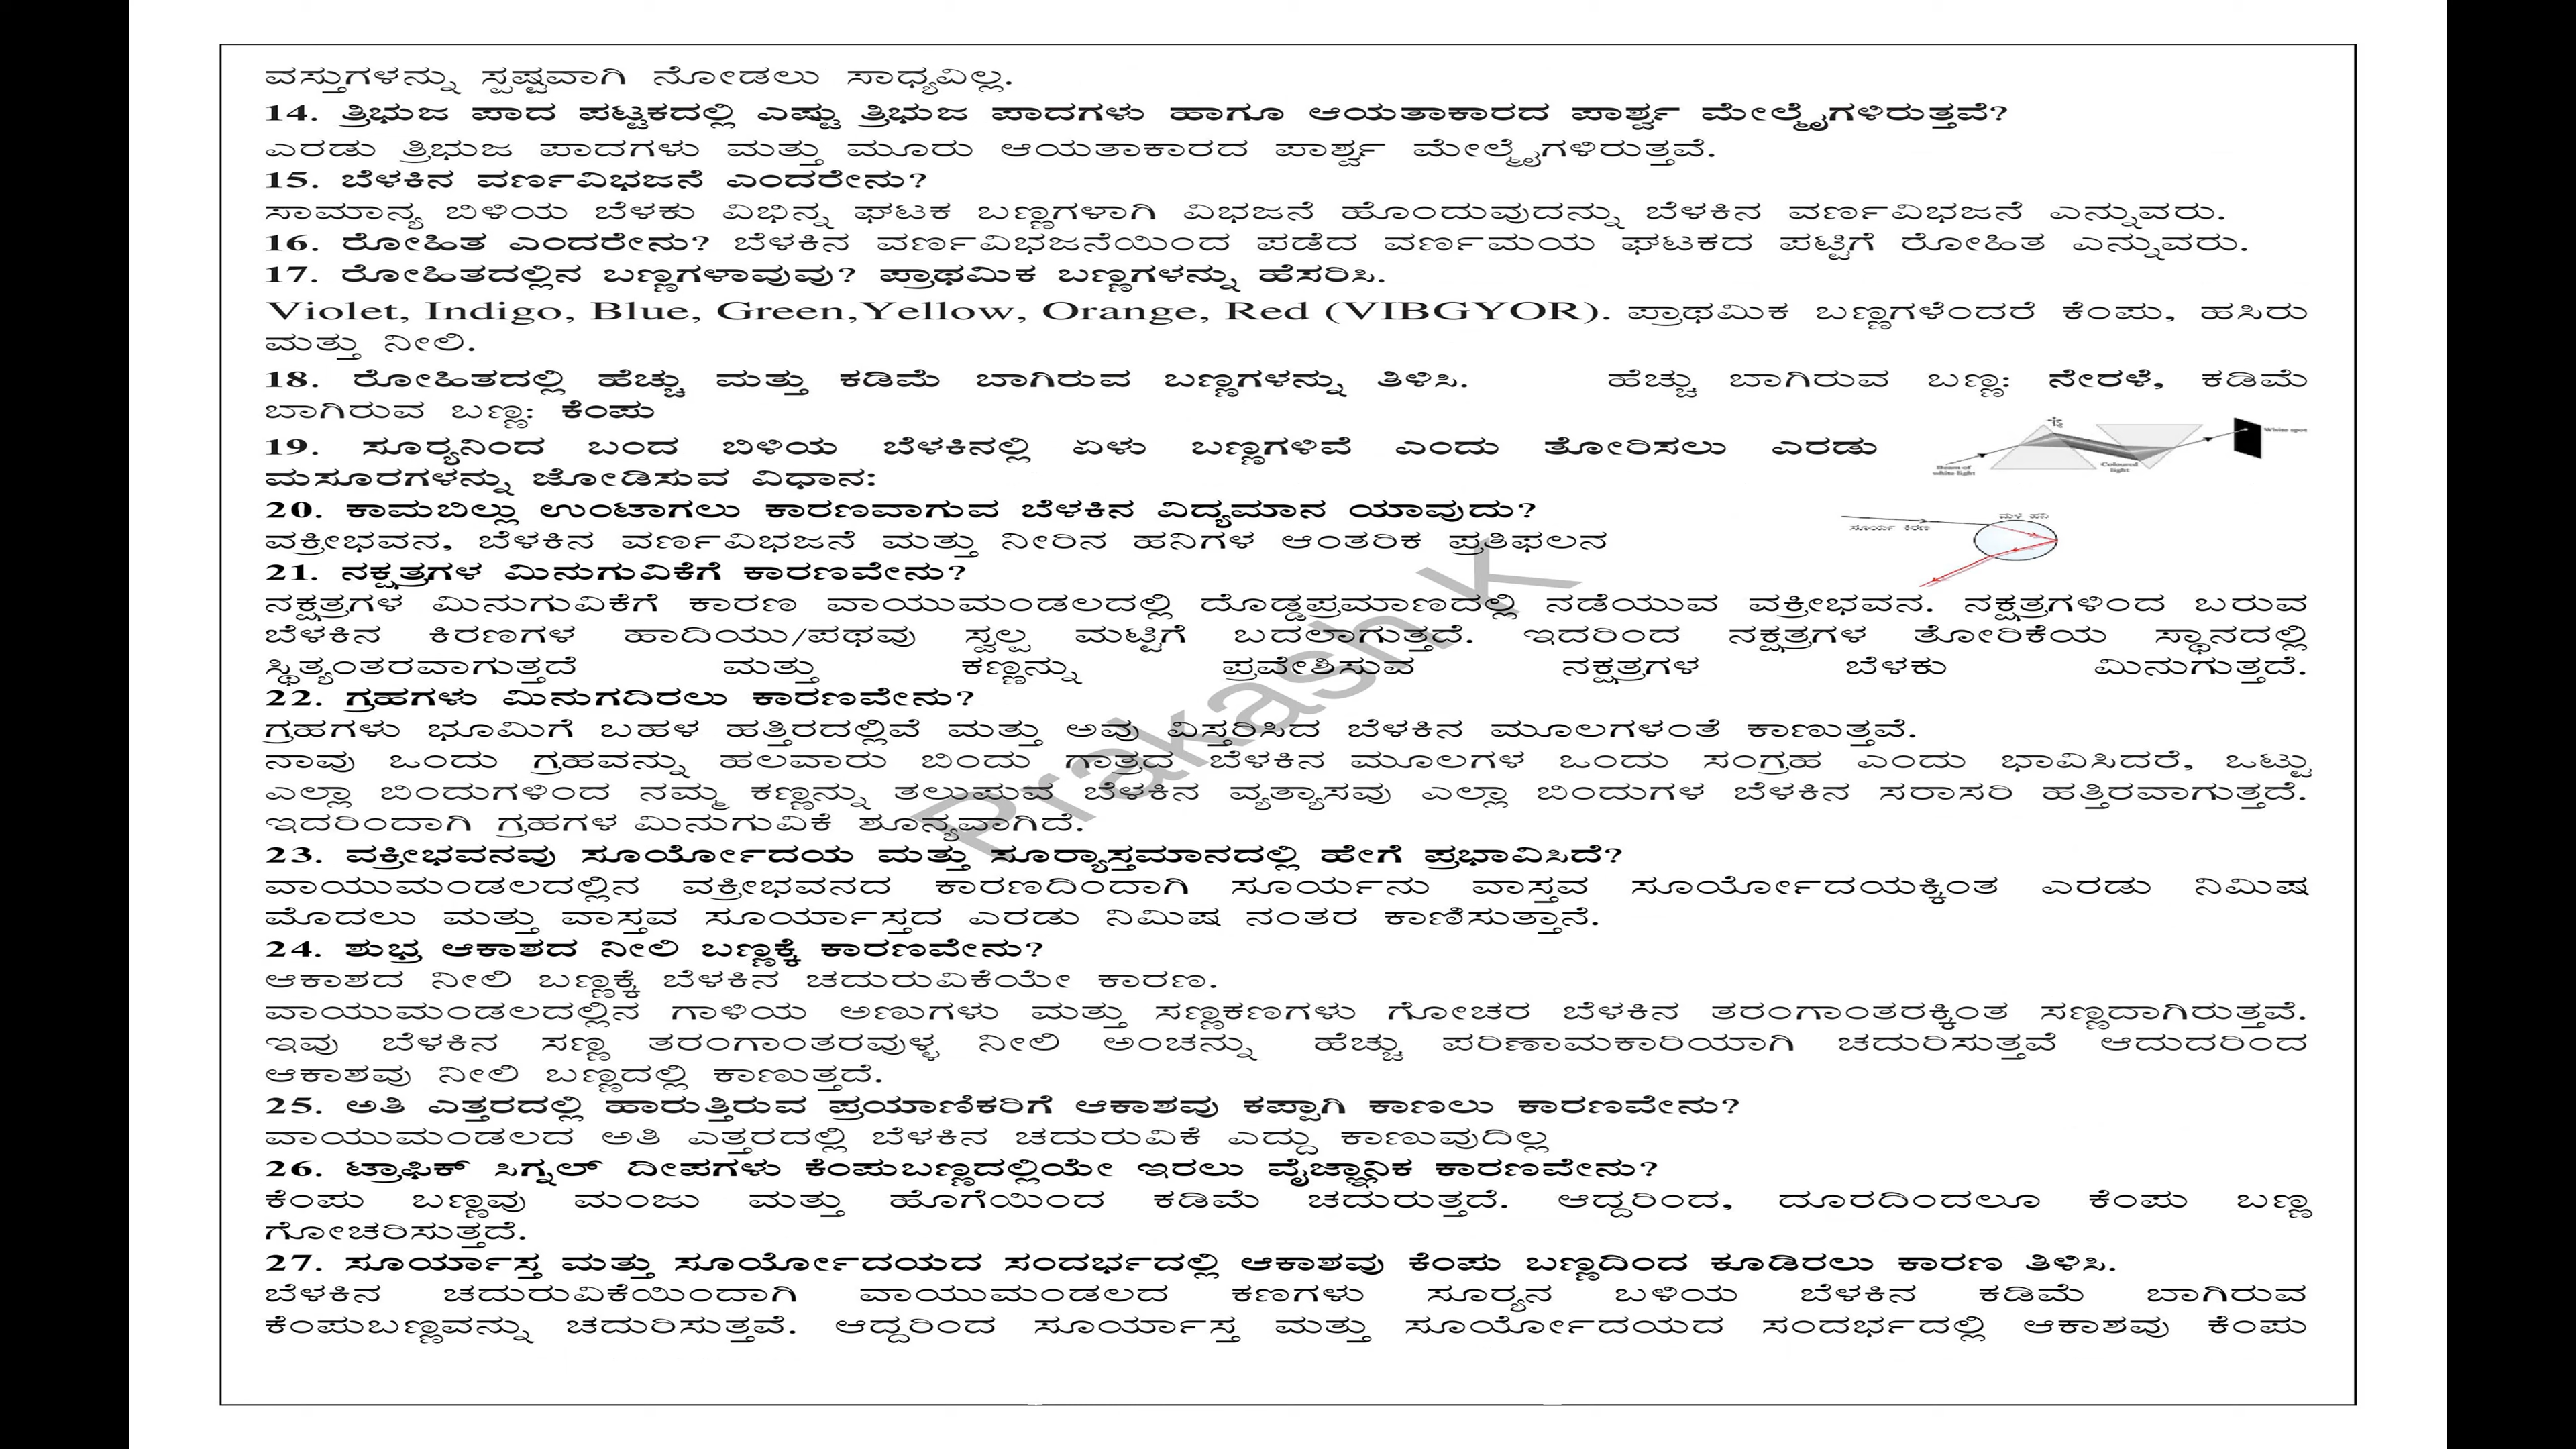 ವಸ್ತುಗಳನ್ನು ಸ್ಪಷ್ಟವಾಗಿ ನೋಡಲು ಸಾಧ್ಯವಿಲ್ಲ.
14. ತ್ರಿಭುಜ ಪಾದ ಪಟ್ಟಕದಲ್ಲಿ ಎಷ್ಟು ತ್ರಿಭುಜ ಪಾದಗಳು ಹಾಗೂ ಆಯತಾಕಾರದ ಪಾರ್ಶ್ವ ಮೇಲ್ಮೈಗಳಿರುತ್ತವೆ?
ಎರಡು ತ್ರಿಭುಜ ಪಾದಗಳು ಮತ್ತು ಮೂರು ಆಯತಾಕಾರದ ಪಾರ್ಶ್ವ ಮೇಲ್ಮೈಗಳಿರುತ್ತವೆ.
15. ಬೆಳಕಿನ ವರ್ಣವಿಭಜನೆ ಎಂದರೇನು?
ಸಾಮಾನ್ಯ ಬಿಳಿಯ ಬೆಳಕು ವಿಭಿನ್ನ ಘಟಕ ಬಣ್ಣಗಳಾಗಿ ವಿಭಜನೆ ಹೊಂದುವುದನ್ನು ಬೆಳಕಿನ ವರ್ಣವಿಭಜನೆ ಎನ್ನುವರು.
16. ರೋಹಿತ ಎಂದರೇನು? ಬೆಳಕಿನ ವರ್ಣವಿಭಜನೆಯಿಂದ ಪಡೆದ ವರ್ಣಮಯ ಘಟಕದ ಪಟ್ಟಿಗೆ ರೋಹಿತ ಎನ್ನುವರು.
17. ರೋಹಿತದಲ್ಲಿನ ಬಣ್ಣಗಳಾವುವು? ಪ್ರಾಥಮಿಕ ಬಣ್ಣಗಳನ್ನು ಹೆಸರಿಸಿ.
Violet, Indigo, Blue, Green,Yellow, Orange, Red (VIBGYOR). ಪ್ರಾಥಮಿಕ ಬಣ್ಣಗಳೆಂದರೆ ಕೆಂಪು, ಹಸಿರು
ಮತ್ತು ನೀಲಿ.
18. ರೋಹಿತದಲ್ಲಿ ಹೆಚ್ಚು ಮತ್ತು ಕಡಿಮೆ ಬಾಗಿರುವ ಬಣ್ಣಗಳನ್ನು ತಿಳಿಸಿ. ಹೆಚ್ಚು ಬಾಗಿರುವ ಬಣ್ಣ: ನೇರಳೆ, ಕಡಿಮೆ
ಬಾಗಿರುವ ಬಣ್ಣ: ಕೆಂಪು
19. ಸೂರ‍್ಯನಿಂದ ಬಂದ ಬಿಳಿಯ ಬೆಳಕಿನಲ್ಲಿ ಏಳು ಬಣ್ಣಗಳಿವೆ ಎಂದು ತೋರಿಸಲು ಎರಡು
ಮಸೂರಗಳನ್ನು ಜೋಡಿಸುವ ವಿಧಾನ:
White spot
Beam of
white light
Coloured
light
20. ಕಾಮಬಿಲ್ಲು ಉಂಟಾಗಲು ಕಾರಣವಾಗುವ ಬೆಳಕಿನ ವಿದ್ಯಮಾನ ಯಾವುದು?
ಮಳೆ ಹನಿ
ಸೂರ್ಯ ಕಿರಣ
ವಕ್ರೀಭವನ, ಬೆಳಕಿನ ವರ್ಣವಿಭಜನೆ ಮತ್ತು ನೀರಿನ ಹನಿಗಳ ಆಂತರಿಕ ಪ್ರತಿಫಲನ
21. ನಕ್ಷತ್ರಗಳ ಮಿನುಗುವಿಕೆಗೆ ಕಾರಣವೇನು?
ನಕ್ಷತ್ರಗಳ ಮಿನುಗುವಿಕೆಗೆ ಕಾರಣ ವಾಯುಮಂಡಲದಲ್ಲಿ ದೊಡ್ಡಪ್ರಮಾಣದಲ್ಲಿ ನಡೆಯುವ ವಕ್ರೀಭವನ. ನಕ್ಷತ್ರಗಳಿಂದ ಬರುವ
ಬೆಳಕಿನ ಕಿರಣಗಳ ಹಾದಿಯು/ಪಥವು ಸ್ವಲ್ಪ ಮಟ್ಟಿಗೆ ಬದಲಾಗುತ್ತದೆ. ಇದರಿಂದ ನಕ್ಷತ್ರಗಳ ತೋರಿಕೆಯ ಸ್ಥಾನದಲ್ಲಿ
ಸ್ಥಿತ್ಯಂತರವಾಗುತ್ತದೆ ಮತ್ತು ಕಣ್ಣನ್ನು ಪ್ರವೇಶಿಸುವ ನಕ್ಷತ್ರಗಳ ಬೆಳಕು ಮಿನುಗುತ್ತದೆ.
22. ಗ್ರಹಗಳು ಮಿನುಗದಿರಲು ಕಾರಣವೇನು?
ಗ್ರಹಗಳು ಭೂಮಿಗೆ ಬಹಳ ಹತ್ತಿರದಲ್ಲಿವೆ ಮತ್ತು ಅವು ವಿಸ್ತರಿಸಿದ ಬೆಳಕಿನ ಮೂಲಗಳಂತೆ ಕಾಣುತ್ತವೆ.
ನಾವು ಒಂದು ಗ್ರಹವನ್ನು ಹಲವಾರು ಬಿಂದು ಗಾತ್ರದ ಬೆಳಕಿನ ಮೂಲಗಳ ಒಂದು ಸಂಗ್ರಹ ಎಂದು ಭಾವಿಸಿದರೆ, ಒಟ್ಟು
ಎಲ್ಲಾ ಬಿಂದುಗಳಿಂದ ನಮ್ಮ ಕಣ್ಣನ್ನು ತಲುಪುವ ಬೆಳಕಿನ ವ್ಯತ್ಯಾಸವು ಎಲ್ಲಾ ಬಿಂದುಗಳ ಬೆಳಕಿನ ಸರಾಸರಿ ಹತ್ತಿರವಾಗುತ್ತದೆ.
ಇದರಿಂದಾಗಿ ಗ್ರಹಗಳ ಮಿನುಗುವಿಕೆ ಶೂನ್ಯವಾಗಿದೆ.
Prakash K
23. ವಕ್ರೀಭವನವು ಸೂರ್ಯೋದಯ ಮತ್ತು ಸೂರ‍್ಯಾಸ್ತಮಾನದಲ್ಲಿ ಹೇಗೆ ಪ್ರಭಾವಿಸಿದೆ?
ವಾಯುಮಂಡಲದಲ್ಲಿನ ವಕ್ರೀಭವನದ ಕಾರಣದಿಂದಾಗಿ ಸೂರ್ಯನು ವಾಸ್ತವ ಸೂರ್ಯೋದಯಕ್ಕಿಂತ ಎರಡು ನಿಮಿಷ
ಮೊದಲು ಮತ್ತು ವಾಸ್ತವ ಸೂರ್ಯಾಸ್ತದ ಎರಡು ನಿಮಿಷ ನಂತರ ಕಾಣಿಸುತ್ತಾನೆ.
24. ಶುಭ್ರ ಆಕಾಶದ ನೀಲಿ ಬಣ್ಣಕ್ಕೆ ಕಾರಣವೇನು?
ಆಕಾಶದ ನೀಲಿ ಬಣ್ಣಕ್ಕೆ ಬೆಳಕಿನ ಚದುರುವಿಕೆಯೇ ಕಾರಣ.
ವಾಯುಮಂಡಲದಲ್ಲಿನ ಗಾಳಿಯ ಅಣುಗಳು ಮತ್ತು ಸಣ್ಣಕಣಗಳು ಗೋಚರ ಬೆಳಕಿನ ತರಂಗಾಂತರಕ್ಕಿಂತ ಸಣ್ಣದಾಗಿರುತ್ತವೆ.
ಇವು ಬೆಳಕಿನ ಸಣ್ಣ ತರಂಗಾಂತರವುಳ್ಳ ನೀಲಿ ಅಂಚನ್ನು ಹೆಚ್ಚು ಪರಿಣಾಮಕಾರಿಯಾಗಿ ಚದುರಿಸುತ್ತವೆ ಆದುದರಿಂದ
ಆಕಾಶವು ನೀಲಿ ಬಣ್ಣದಲ್ಲಿ ಕಾಣುತ್ತದೆ.
25. ಅತಿ ಎತ್ತರದಲ್ಲಿ ಹಾರುತ್ತಿರುವ ಪ್ರಯಾಣಿಕರಿಗೆ ಆಕಾಶವು ಕಪ್ಪಾಗಿ ಕಾಣಲು ಕಾರಣವೇನು?
ವಾಯುಮಂಡಲದ ಅತಿ ಎತ್ತರದಲ್ಲಿ ಬೆಳಕಿನ ಚದುರುವಿಕೆ ಎದ್ದು ಕಾಣುವುದಿಲ್ಲ
26. ಟ್ರಾಫಿಕ್ ಸಿಗ್ನಲ್ ದೀಪಗಳು ಕೆಂಪುಬಣ್ಣದಲ್ಲಿಯೇ ಇರಲು ವೈಜ್ಞಾನಿಕ ಕಾರಣವೇನು?
ಕೆಂಪು ಬಣ್ಣವು ಮಂಜು ಮತ್ತು ಹೊಗೆಯಿಂದ ಕಡಿಮೆ ಚದುರುತ್ತದೆ. ಆದ್ದರಿಂದ, ದೂರದಿಂದಲೂ ಕೆಂಪು ಬಣ್ಣ
ಗೋಚರಿಸುತ್ತದೆ.
27. ಸೂರ್ಯಾಸ್ತ ಮತ್ತು ಸೂರ್ಯೋದಯದ ಸಂದರ್ಭದಲ್ಲಿ ಆಕಾಶವು ಕೆಂಪು ಬಣ್ಣದಿಂದ ಕೂಡಿರಲು ಕಾರಣ ತಿಳಿಸಿ.
ಬೆಳಕಿನ ಚದುರುವಿಕೆಯಿಂದಾಗಿ ವಾಯುಮಂಡಲದ ಕಣಗಳು ಸೂರ‍್ಯನ ಬಳಿಯ ಬೆಳಕಿನ ಕಡಿಮೆ ಬಾಗಿರುವ
ಕೆಂಪುಬಣ್ಣವನ್ನು ಚದುರಿಸುತ್ತವೆ. ಆದ್ದರಿಂದ ಸೂರ್ಯಾಸ್ತ ಮತ್ತು ಸೂರ್ಯೋದಯದ ಸಂದರ್ಭದಲ್ಲಿ ಆಕಾಶವು ಕೆಂಪು